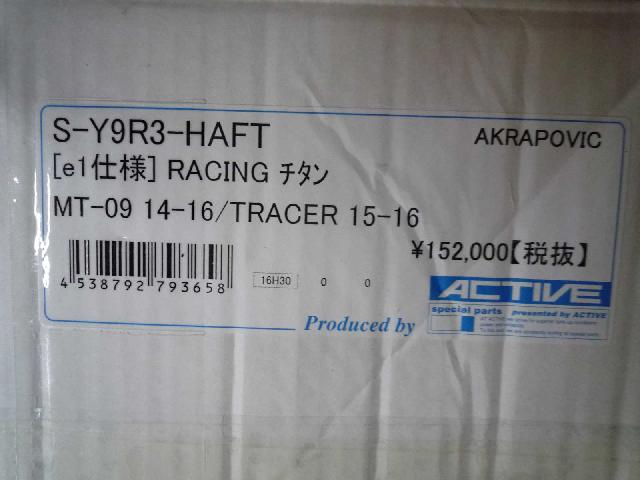 S-Y9R3-HAFT
AKRAPOVIC
[e1仕様] RACING チタン
MT-09 14-16/TRACER 15-16
¥152,000【税抜】
4 538792 793658
16H30 0 0
ACTIVE
special parts presented by ACTIVE
Produced by